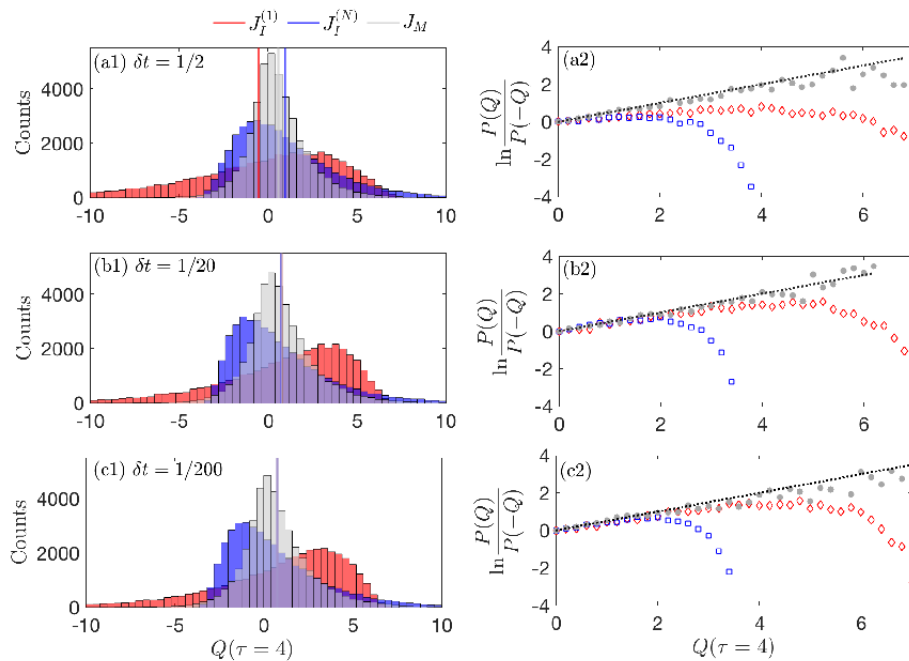 J_I^(1) J_I^(N) J_M
(a1) δt = 1/2
Counts
4000
2000
0
-10 -5 0 5 10
(a2)
ln P(Q)/P(-Q)
4
2
0
-2
-4
0 2 4 6
(b1) δt = 1/20
Counts
4000
2000
0
-10 -5 0 5 10
(b2)
ln P(Q)/P(-Q)
4
2
0
-2
-4
0 2 4 6
(c1) δt = 1/200
Counts
4000
2000
0
-10 -5 0 5 10
Q(τ = 4)
(c2)
ln P(Q)/P(-Q)
4
2
0
-2
-4
0 2 4 6
Q(τ = 4)